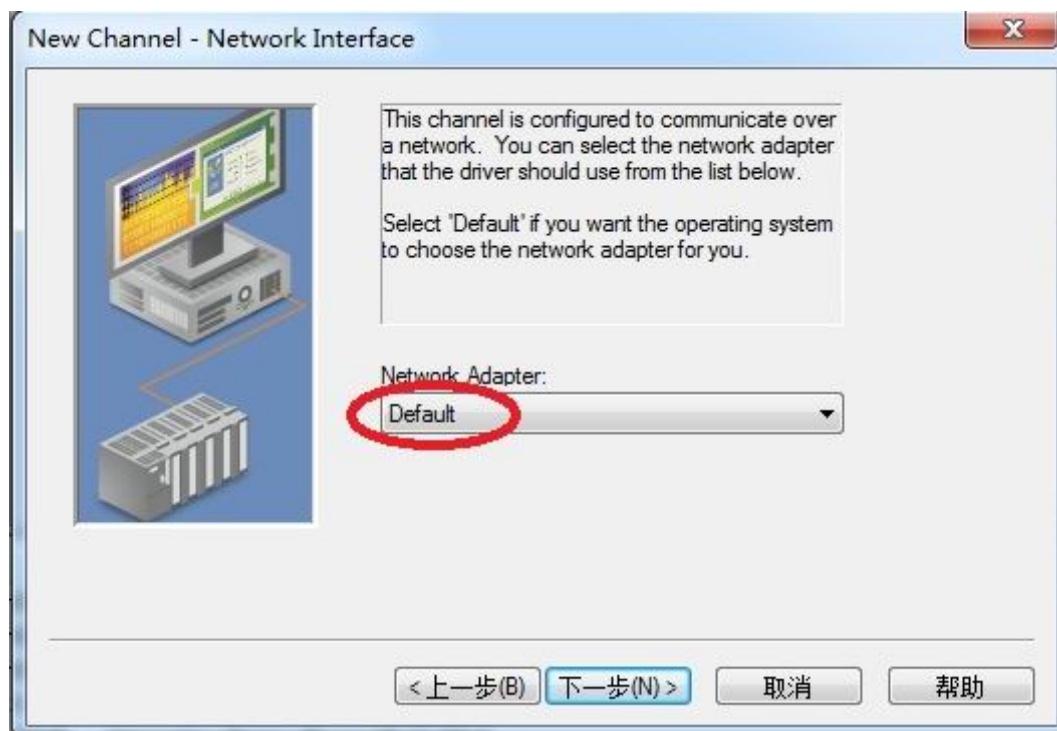 New Channel - Network Interface
This channel is configured to communicate over
a network.  You can select the network adapter
that the driver should use from the list below.
Select 'Default' if you want the operating system
to choose the network adapter for you.
Network Adapter:
Default
<上一步(B) 下一步(N)> 取消 帮助